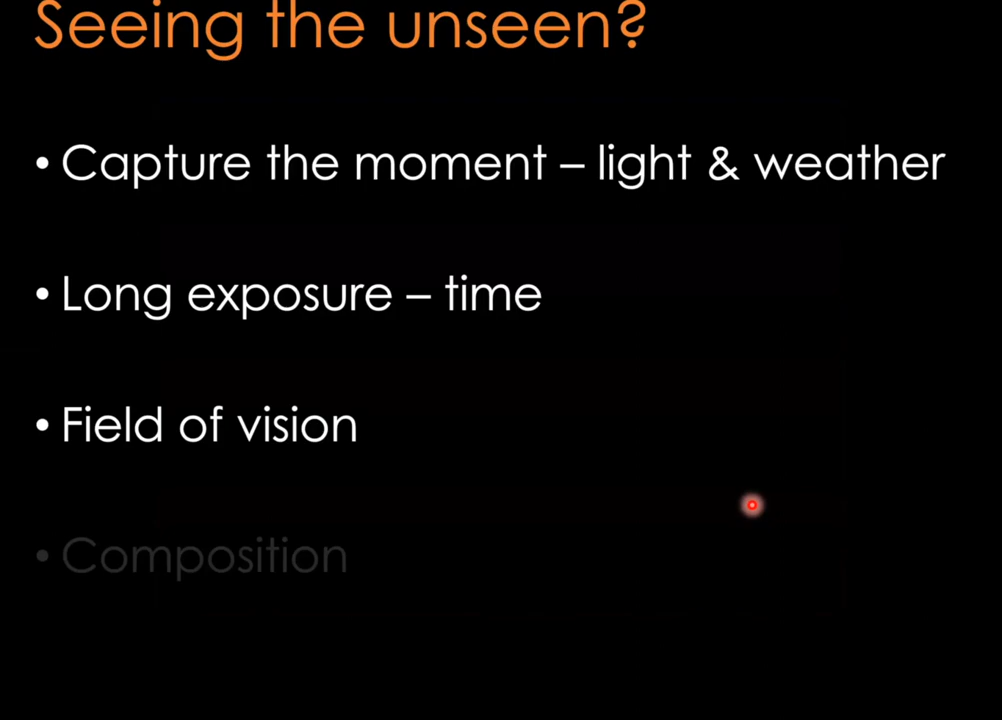 Seeing the unseen?
• Capture the moment – light & weather
• Long exposure – time
• Field of vision
• Composition